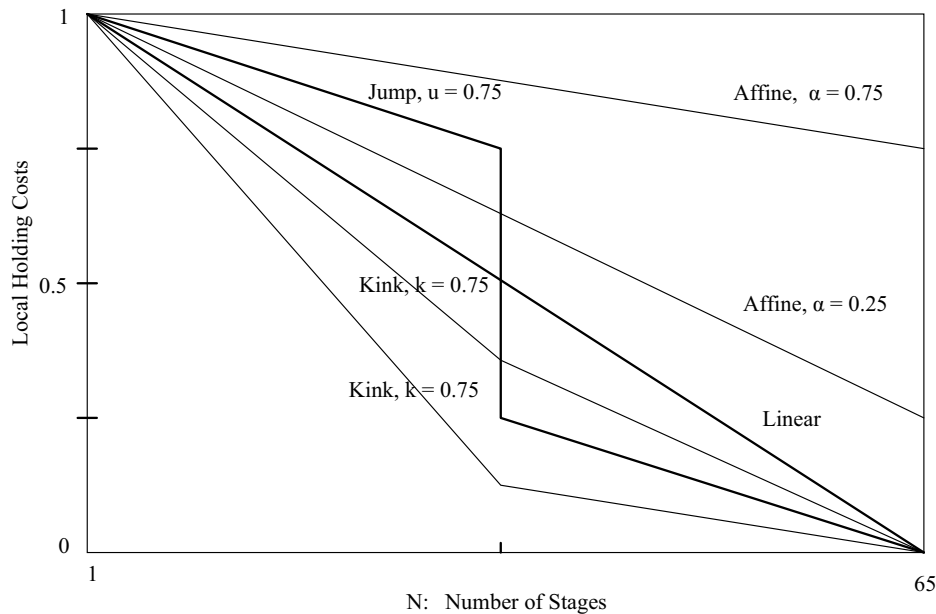 1
Jump, u = 0.75
Affine, α = 0.75
Local Holding Costs
0.5
Kink, k = 0.75
Affine, α = 0.25
Kink, k = 0.75
Linear
0
1
65
N: Number of Stages